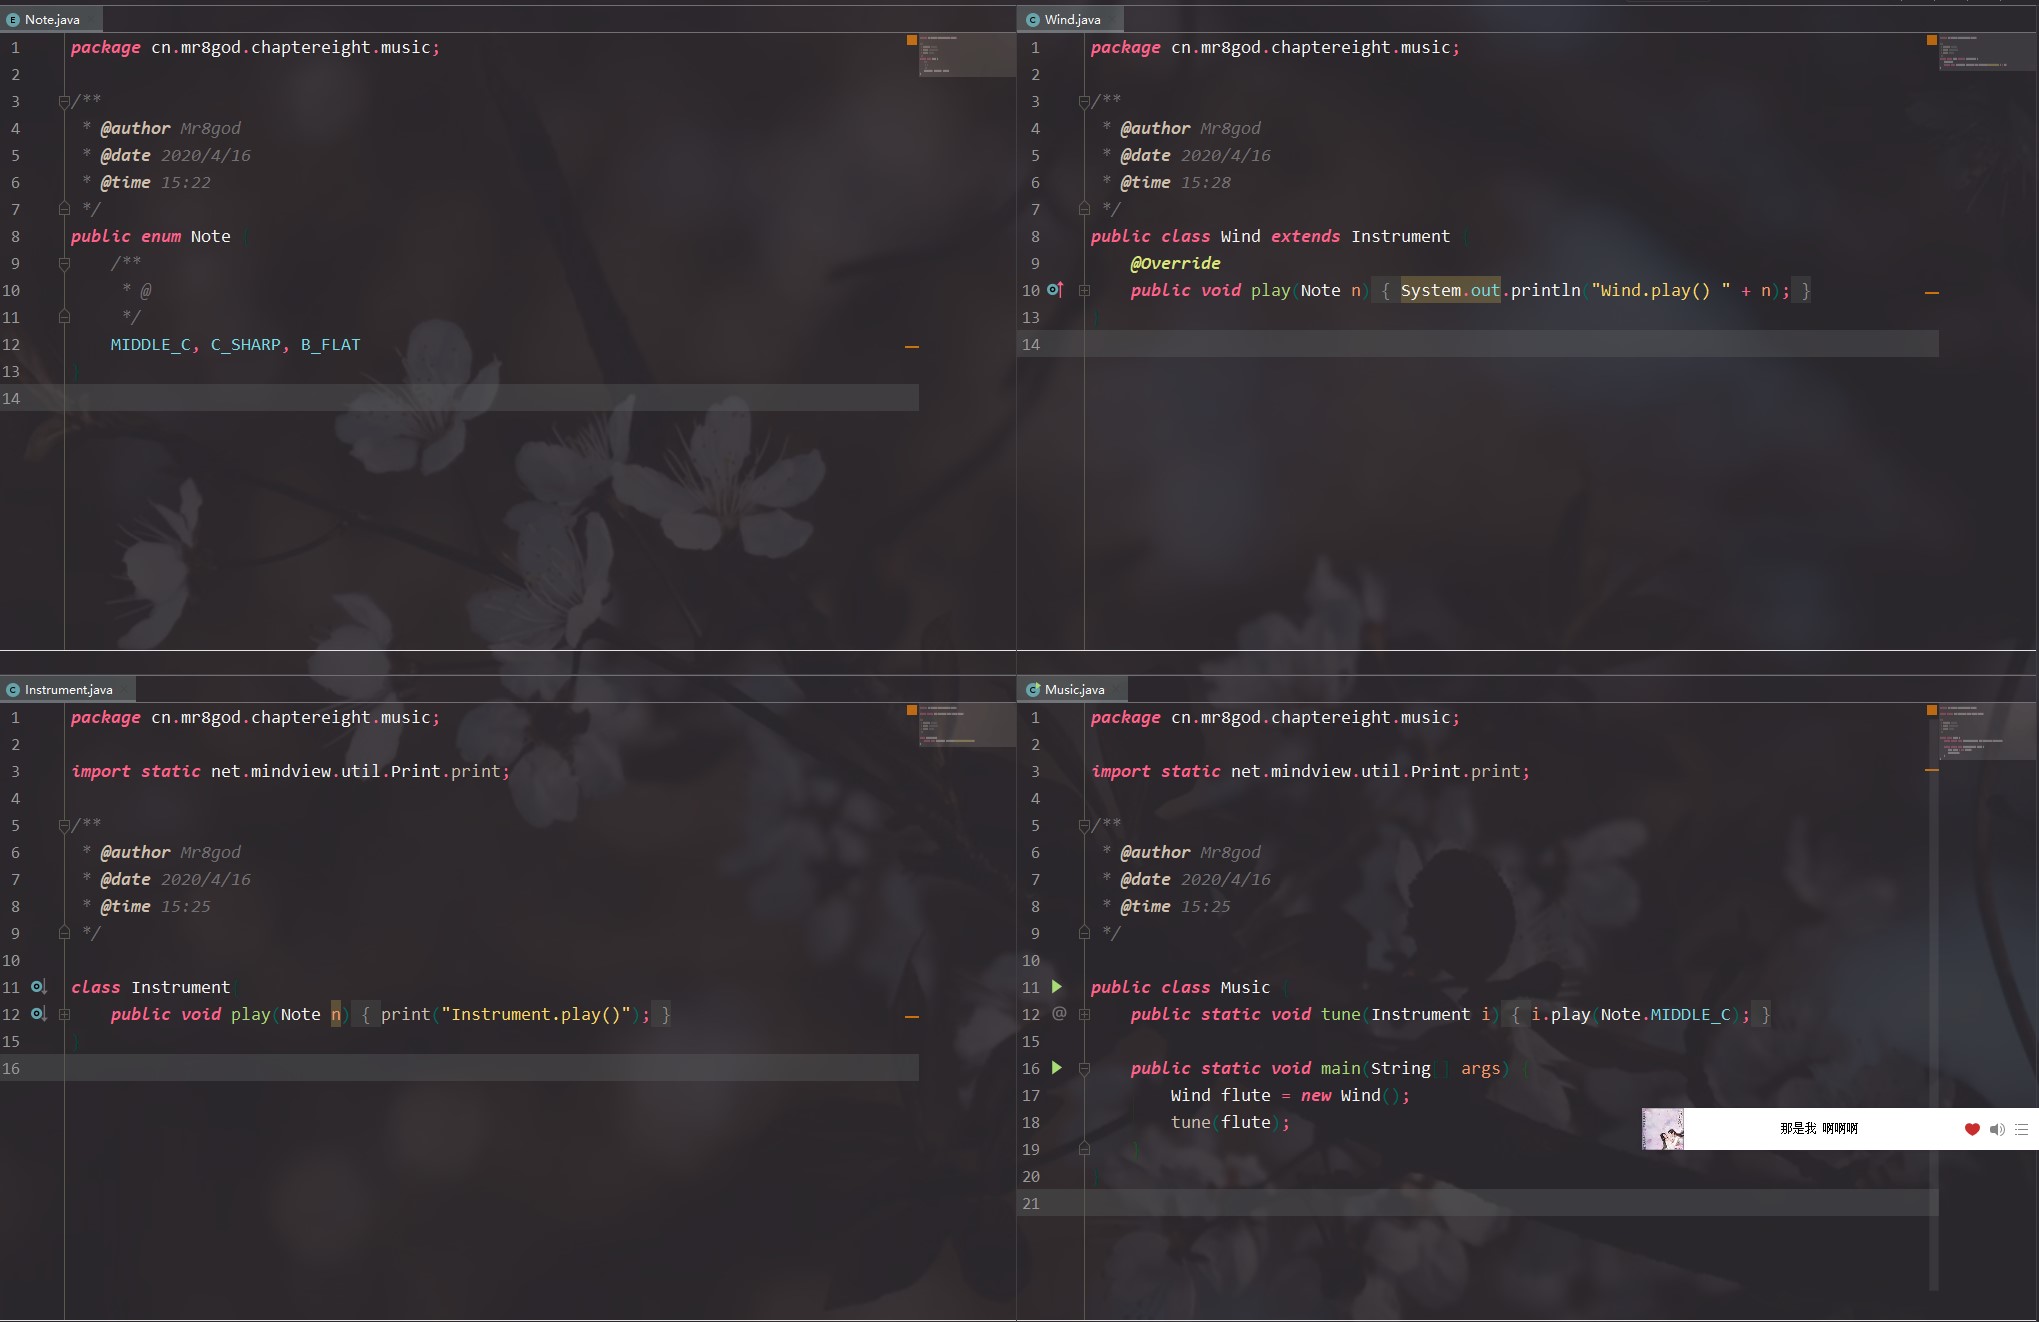 Note.java
1 package cn.mr8god.chaptereight.music;
2
3 /**
4 * @author Mr8god
5 * @date 2020/4/16
6 * @time 15:22
7 */
8 public enum Note {
9 /**
10 * @
11 */
12 MIDDLE_C, C_SHARP, B_FLAT
13 }
14
Wind.java
1 package cn.mr8god.chaptereight.music;
2
3 /**
4 * @author Mr8god
5 * @date 2020/4/16
6 * @time 15:28
7 */
8 public class Wind extends Instrument {
9 @Override
10 public void play(Note n) { System.out.println("Wind.play() " + n); }
13 }
14
Instrument.java
1 package cn.mr8god.chaptereight.music;
2
3 import static net.mindview.util.Print.print;
4
5 /**
6 * @author Mr8god
7 * @date 2020/4/16
8 * @time 15:25
9 */
10
11 class Instrument {
12 public void play(Note n) { print("Instrument.play()"); }
15 }
16
Music.java
1 package cn.mr8god.chaptereight.music;
2
3 import static net.mindview.util.Print.print;
4
5 /**
6 * @author Mr8god
7 * @date 2020/4/16
8 * @time 15:25
9 */
10
11 public class Music {
12 public static void tune(Instrument i) { i.play(Note.MIDDLE_C); }
15
16 public static void main(String[] args) {
17 Wind flute = new Wind();
18 tune(flute);
19 }
20 }
21
那是我 啊啊啊